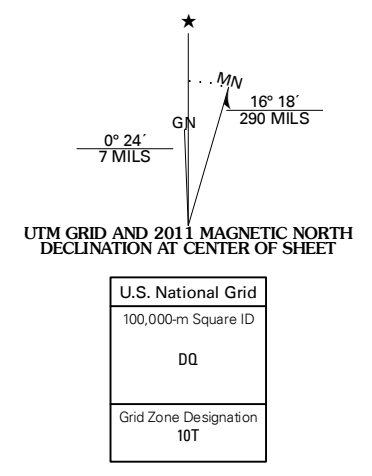 ★
MN
GN
16° 18´
290 MILS
0° 24´
7 MILS
UTM GRID AND 2011 MAGNETIC NORTH
DECLINATION AT CENTER OF SHEET
U.S. National Grid
100,000-m Square ID
DQ
Grid Zone Designation
10T